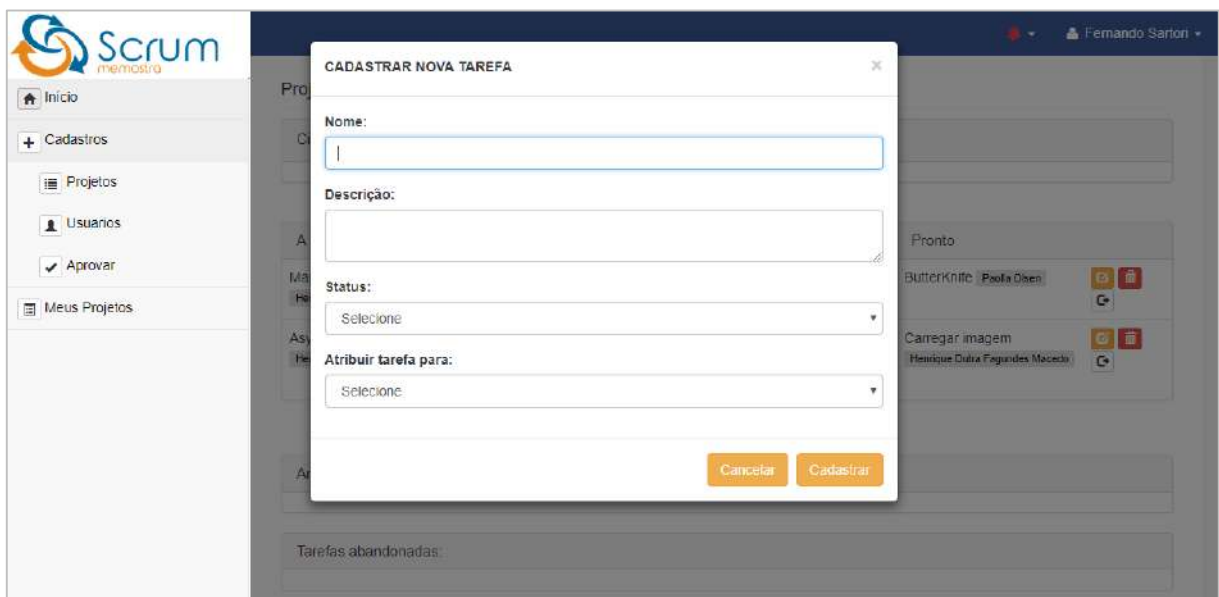 Scrum
memostra
Fernando Sartori
Início
Cadastros
Projetos
Usuarios
Aprovar
Meus Projetos
CADASTRAR NOVA TAREFA
×
Nome:
Descrição:
Status:
Selecione
Atribuir tarefa para:
Selecione
Cancelar
Cadastrar
Pronto
ButterKnife Paolla Olsen
Carregar imagem
Henrique Dutra Fagundes Macedo
Tarefas abandonadas: